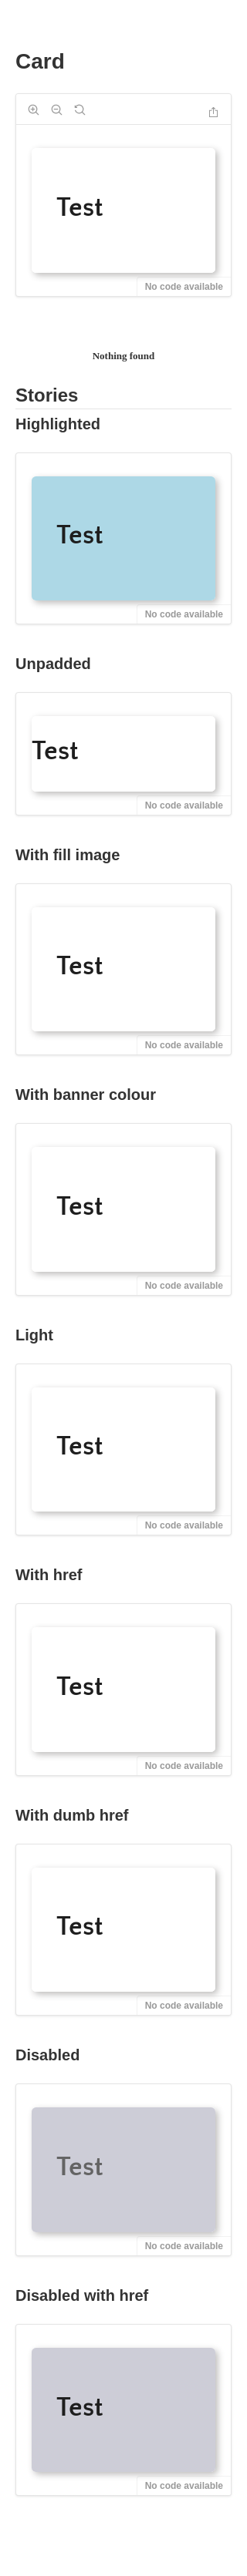 Card
Test
No code available
Nothing found
Stories
Highlighted
Test
No code available
Unpadded
Test
No code available
With fill image
Test
No code available
With banner colour
Test
No code available
Light
Test
No code available
With href
Test
No code available
With dumb href
Test
No code available
Disabled
Test
No code available
Disabled with href
Test
No code available